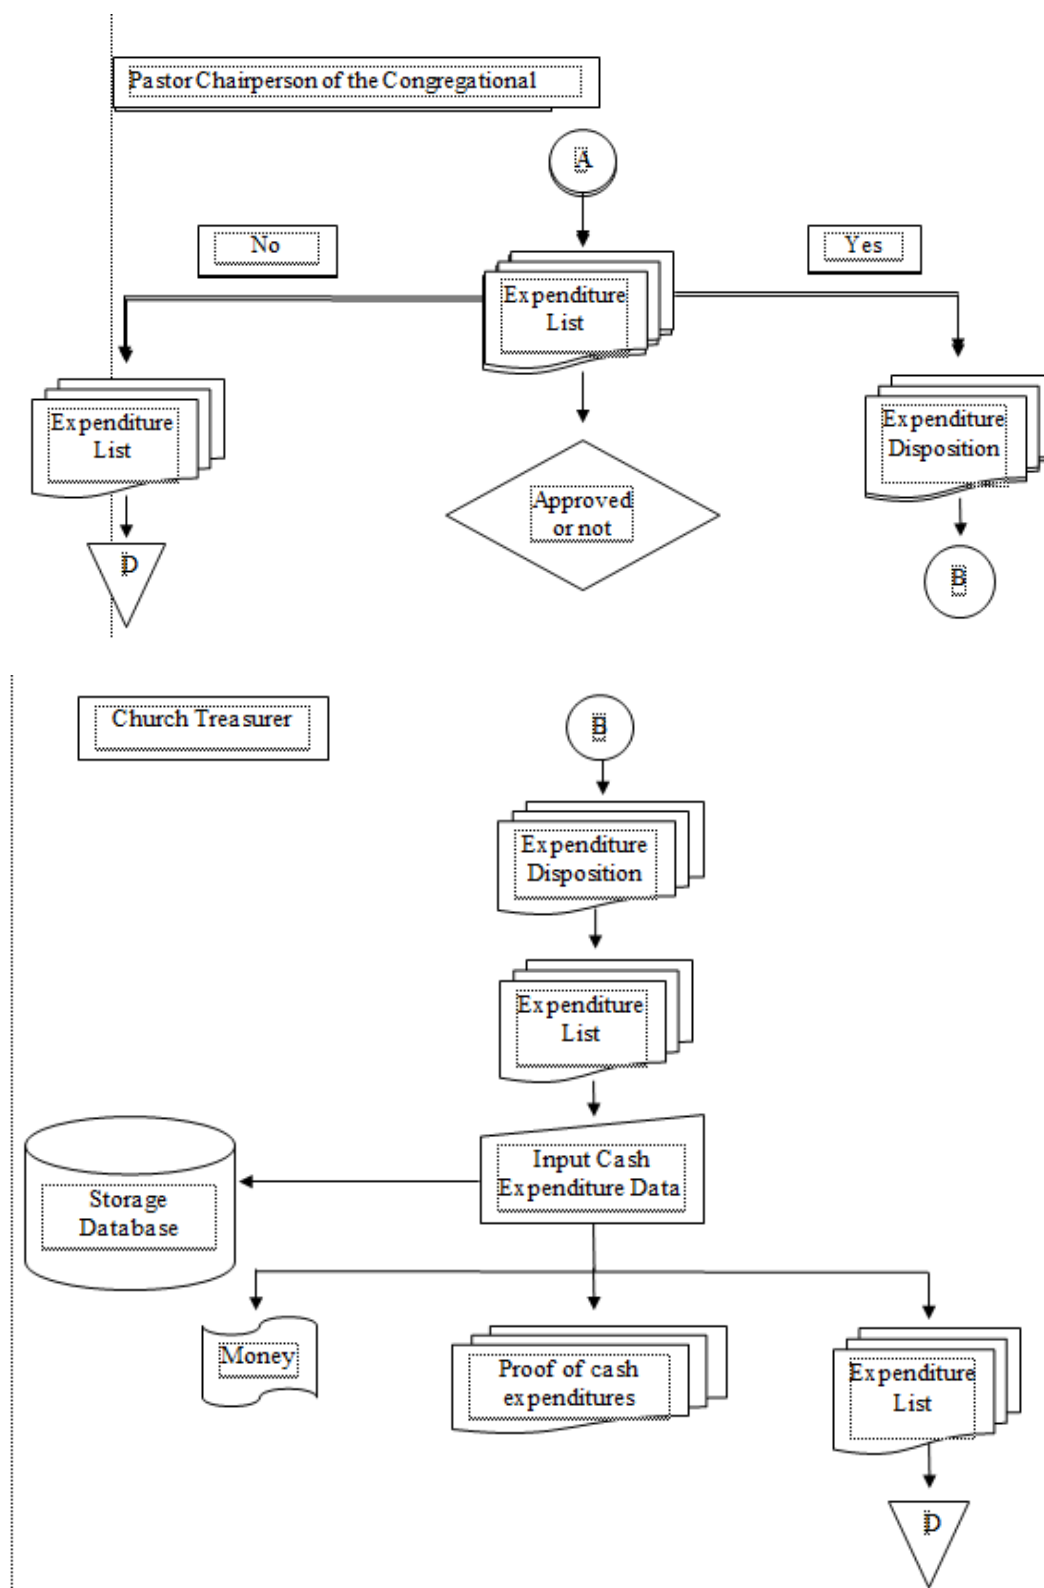 Pastor Chairperson of the Congregational
A
No
Yes
Expenditure
List
Expenditure
List
Expenditure
Disposition
Approved
or not
D
B
Church Treasurer
B
Expenditure
Disposition
Expenditure
List
Input Cash
Expenditure Data
Storage
Database
Money
Proof of cash
expenditures
Expenditure
List
D